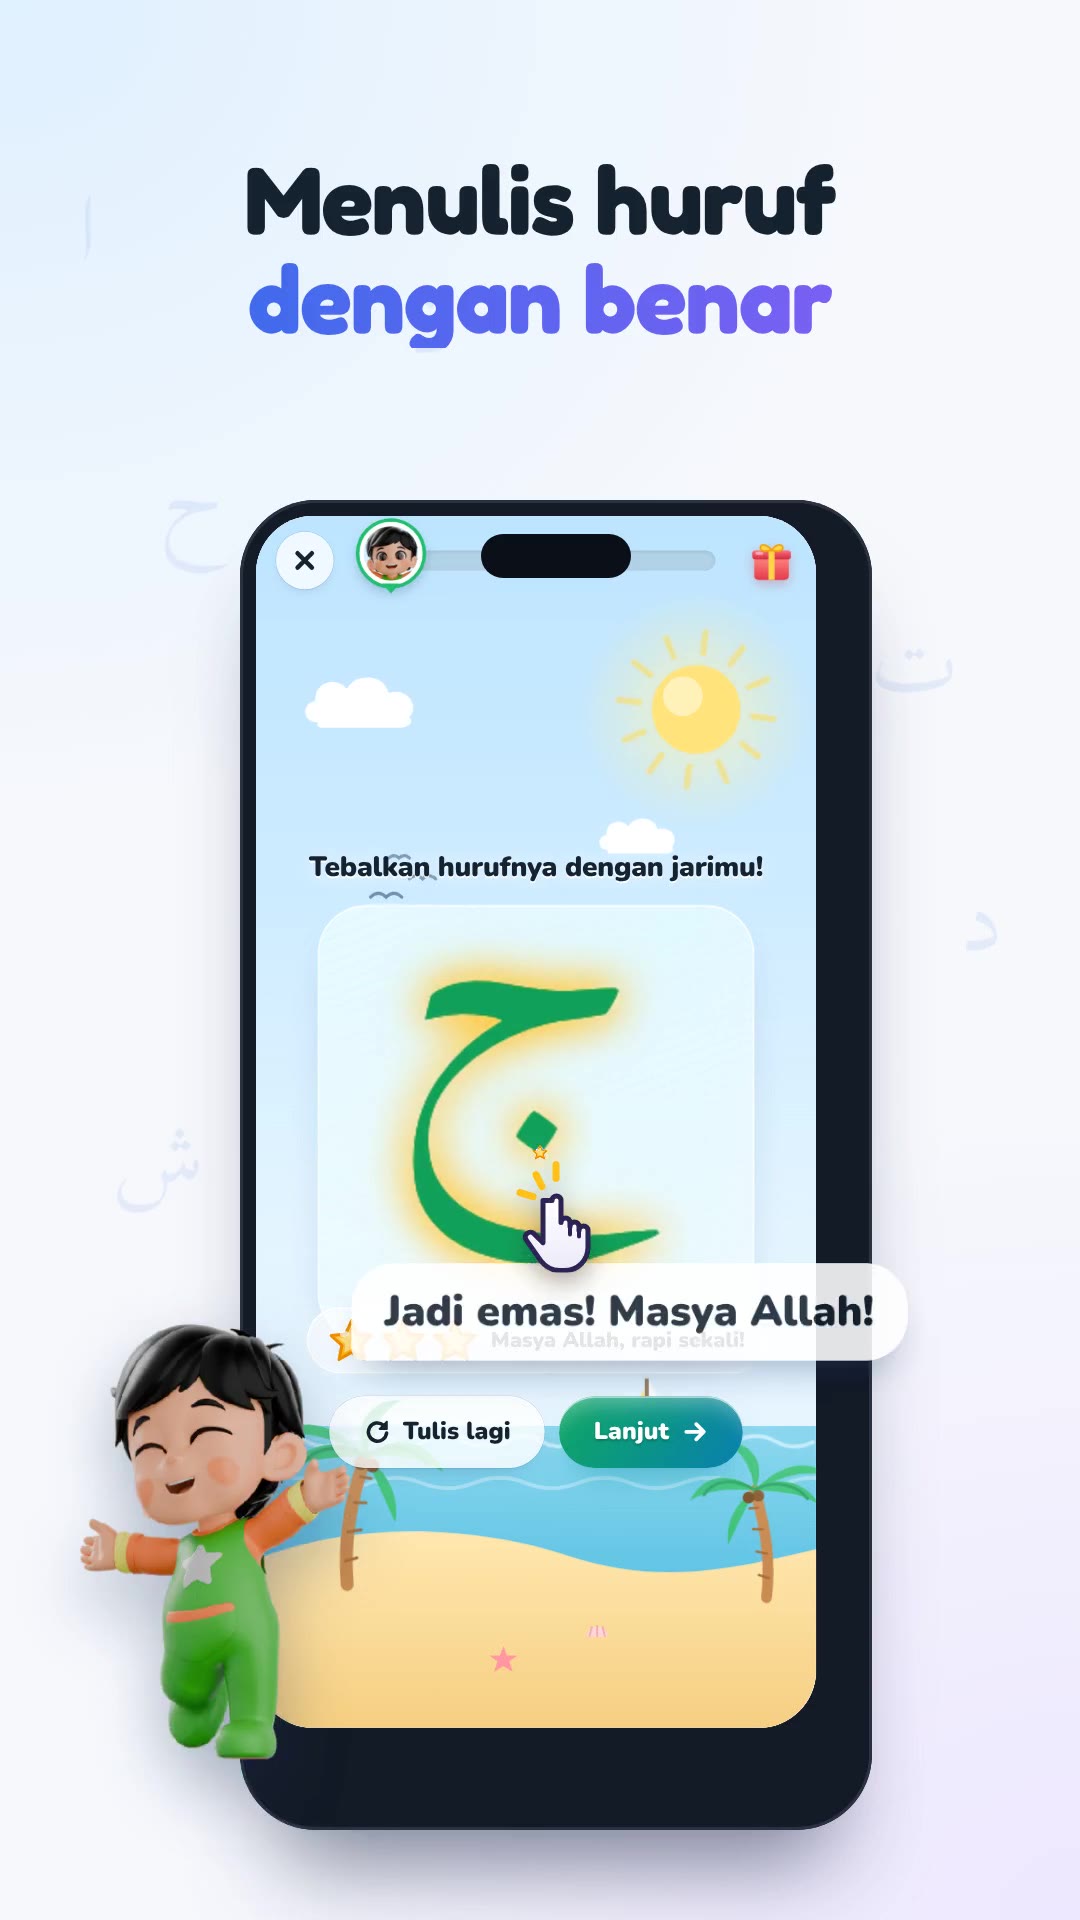 Menulis huruf
dengan benar
ا
ح
ت
Tebalkan hurufnya dengan jarimu!
د
ج
ش
Jadi emas! Masya Allah!
Masya Allah, rapi sekali!
Tulis lagi
Lanjut